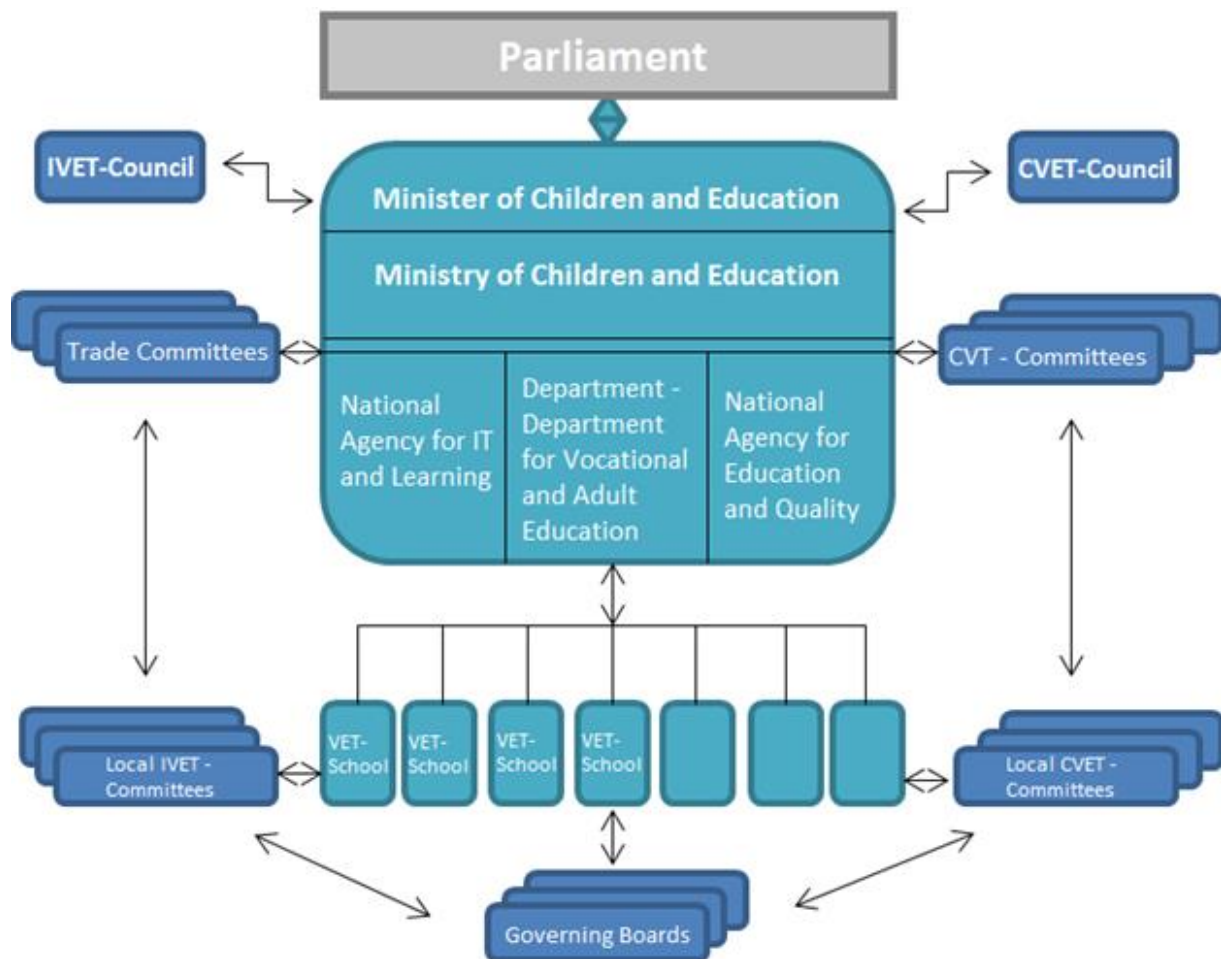 Parliament
IVET-Council
CVET-Council
Minister of Children and Education
Ministry of Children and Education
Trade Committees
CVT - Committees
National
Agency for IT
and Learning
Department -
Department
for Vocational
and Adult
Education
National
Agency for
Education
and Quality
VET-
School
VET-
School
VET-
School
VET-
School
Local IVET -
Committees
Local CVET -
Committees
Governing Boards